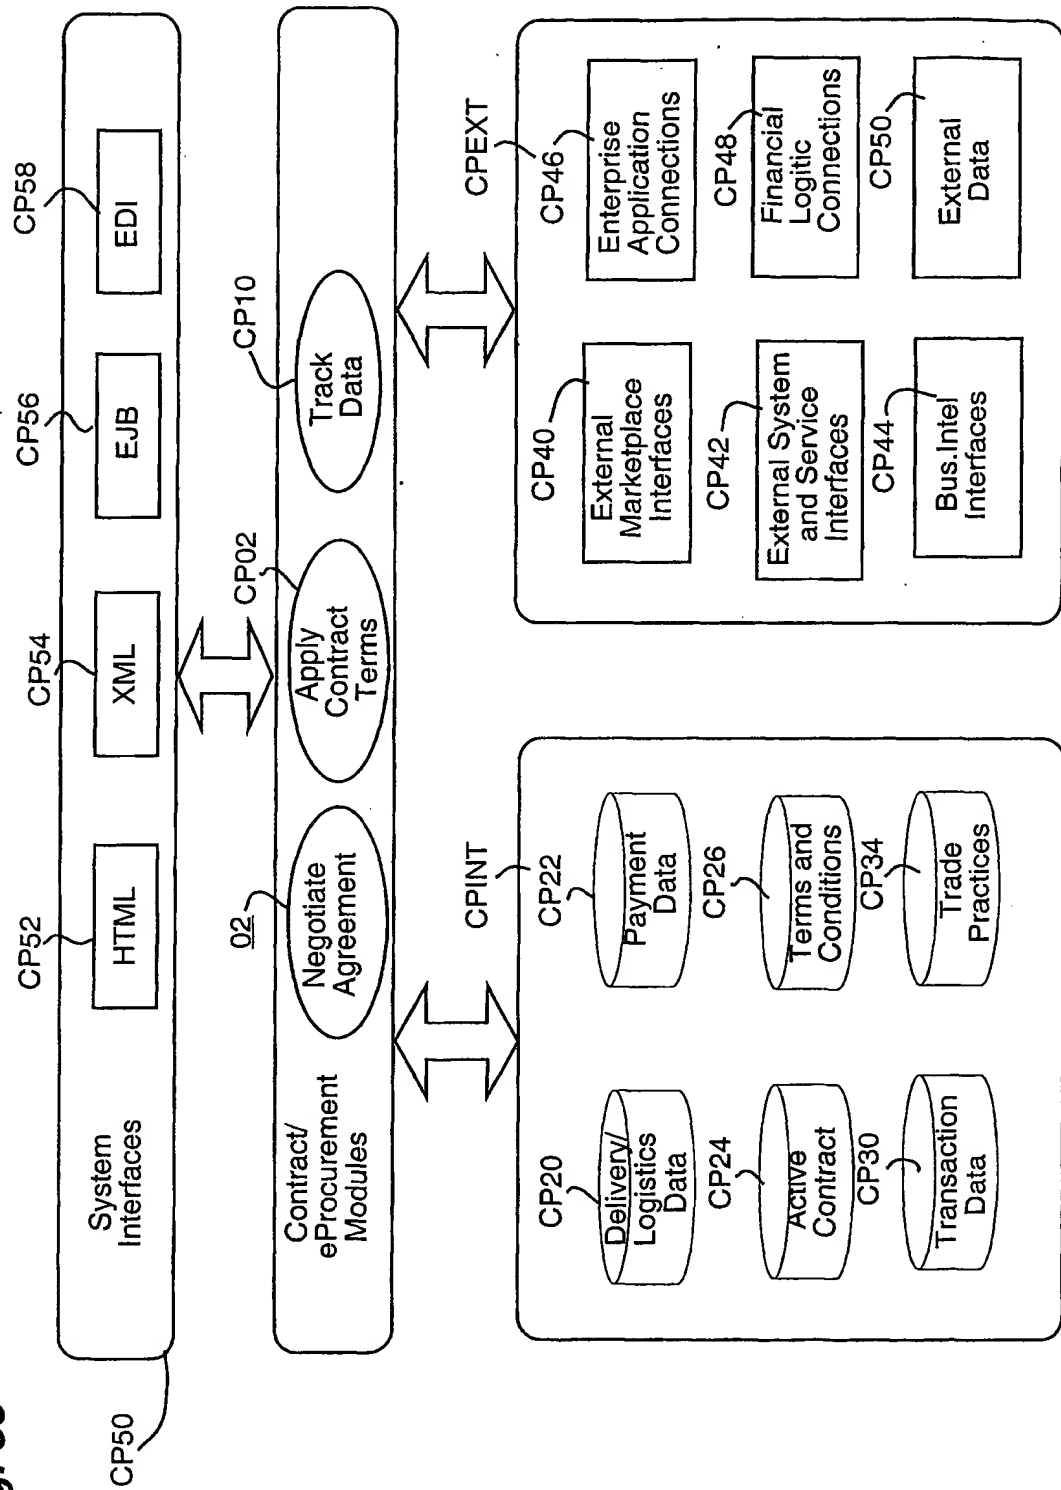 CP50
System
Interfaces
CP52
HTML
CP54
XML
CP56
EJB
CP58
EDI
Contract/
eProcurement
Modules
02
Negotiate
Agreement
CP02
Apply
Contract
Terms
CP10
Track
Data
CPINT
CP20
Delivery/
Logistics
Data
CP22
Payment
Data
CP24
Active
Contract
CP26
Terms and
Conditions
CP30
Transaction
Data
CP34
Trade
Practices
CPEXT
CP40
External
Marketplace
Interfaces
CP46
Enterprise
Application
Connections
CP42
External System
and Service
Interfaces
CP48
Financial
Logitic
Connections
CP44
Bus.Intel
Interfaces
CP50
External
Data